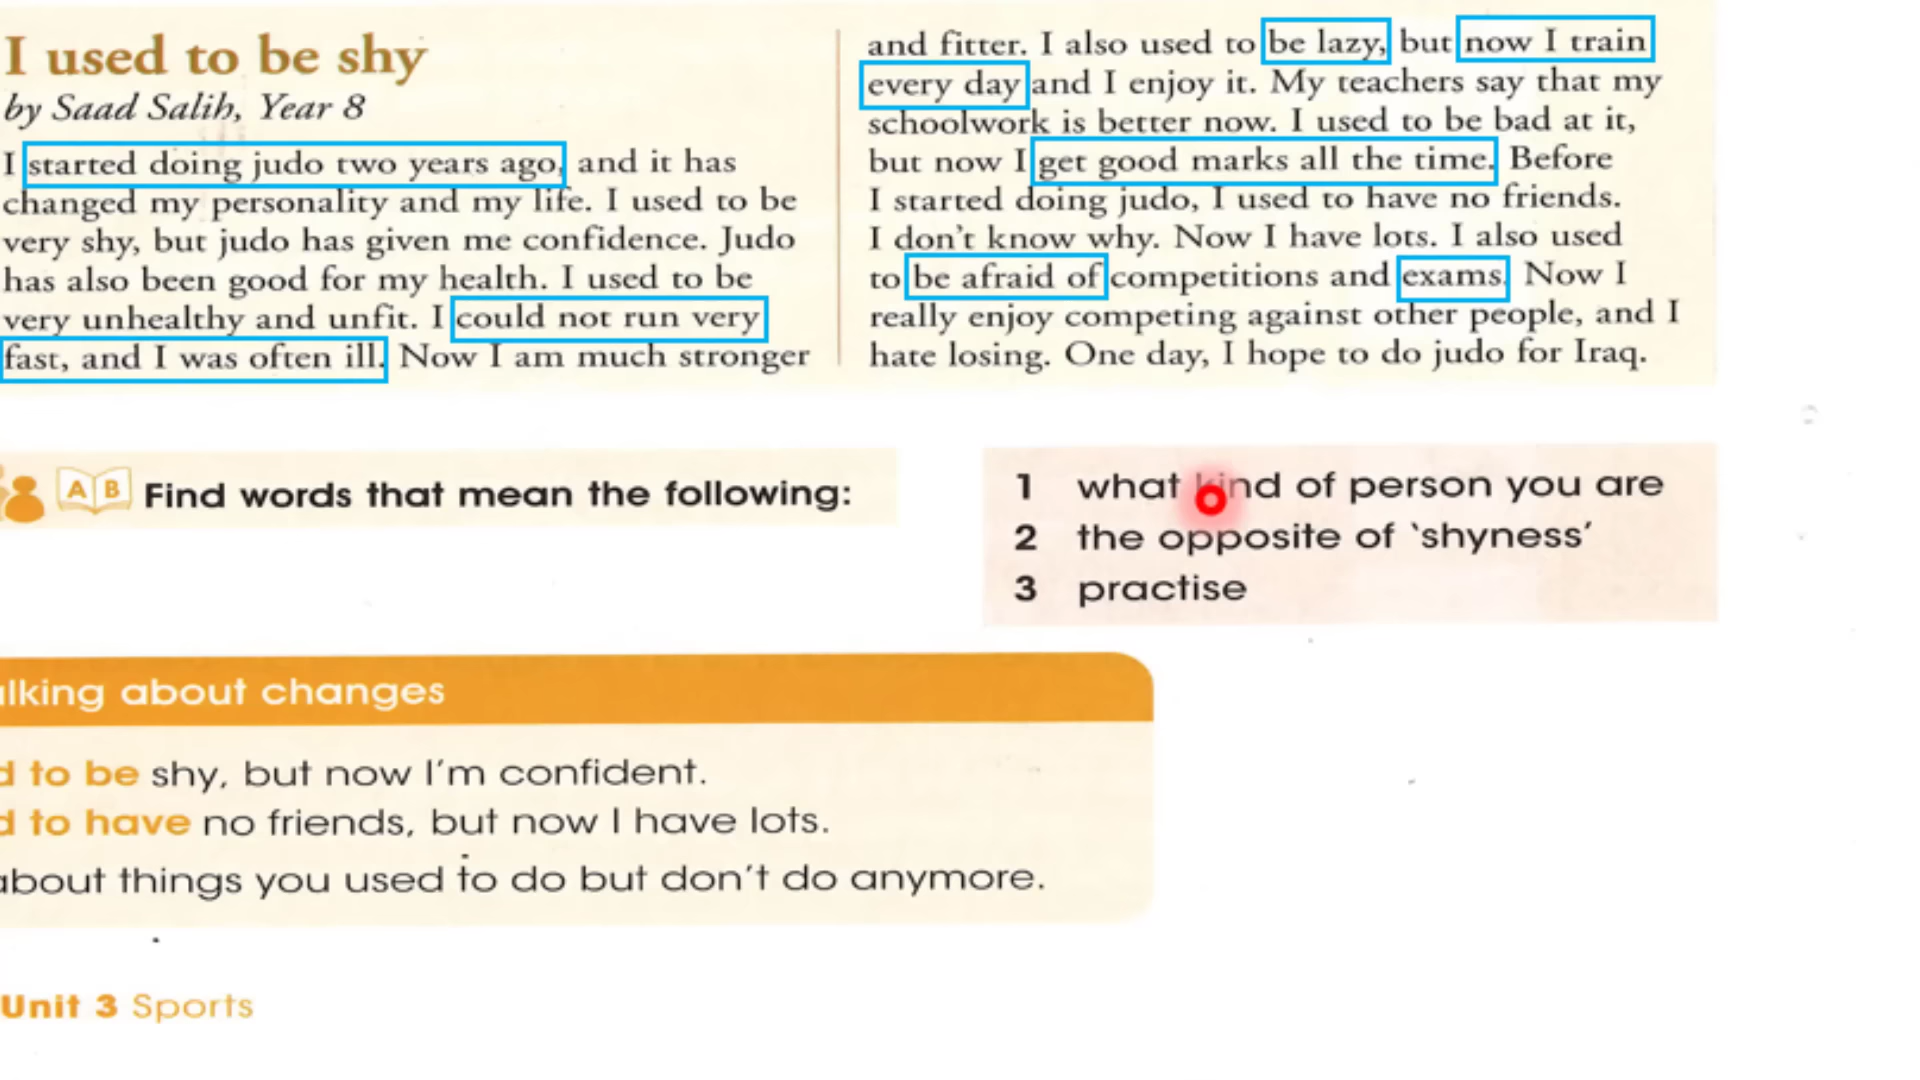 I used to be shy
by Saad Salih, Year 8
I started doing judo two years ago, and it has
changed my personality and my life. I used to be
very shy, but judo has given me confidence. Judo
has also been good for my health. I used to be
very unhealthy and unfit. I could not run very
fast, and I was often ill. Now I am much stronger
and fitter. I also used to be lazy, but now I train
every day and I enjoy it. My teachers say that my
schoolwork is better now. I used to be bad at it,
but now I get good marks all the time. Before
I started doing judo, I used to have no friends.
I don't know why. Now I have lots. I also used
to be afraid of competitions and exams. Now I
really enjoy competing against other people, and I
hate losing. One day, I hope to do judo for Iraq.
A B Find words that mean the following:
1 what kind of person you are
2 the opposite of 'shyness'
3 practise
alking about changes
d to be shy, but now I'm confident.
d to have no friends, but now I have lots.
about things you used to do but don't do anymore.
Unit 3 Sports